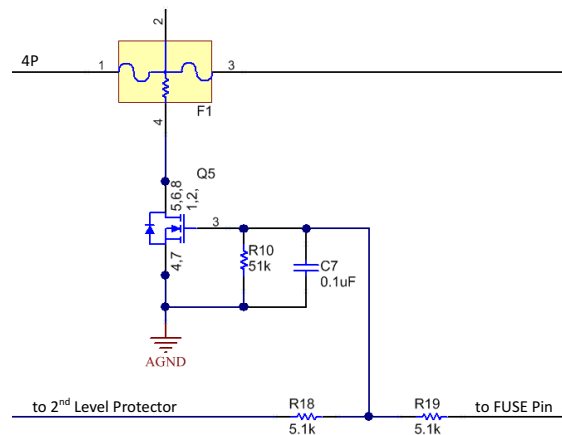 2
4P
1
3
F1
4
Q5
5,6,8
1,2,
3
4,7
R10
51k
C7
0.1uF
AGND
to 2nd Level Protector
R18
5.1k
R19
5.1k
to FUSE Pin